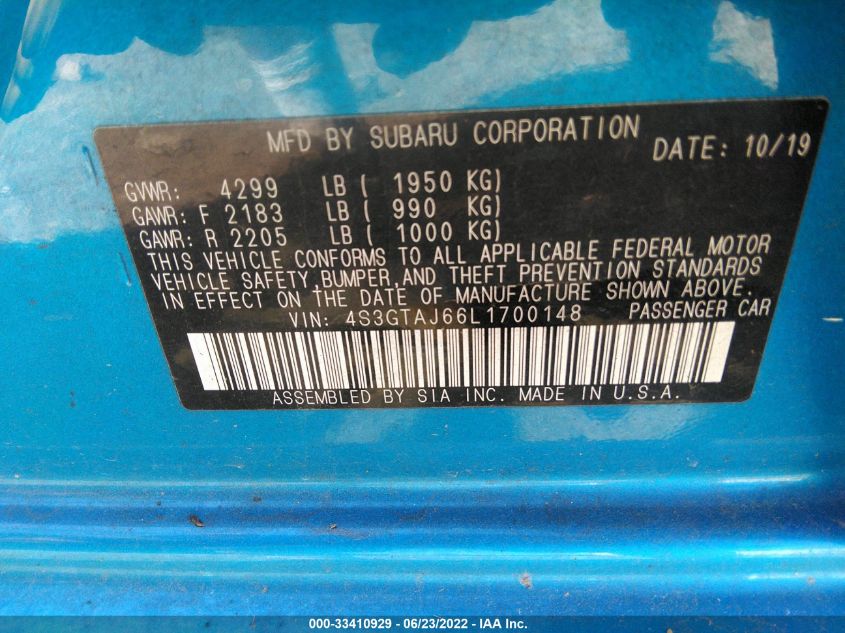 MFD BY SUBARU CORPORATION DATE: 10/19
GVWR: 4299 LB ( 1950 KG)
GAWR: F 2183 LB ( 990 KG)
GAWR: R 2205 LB ( 1000 KG)
THIS VEHICLE CONFORMS TO ALL APPLICABLE FEDERAL MOTOR
VEHICLE SAFETY,BUMPER,AND THEFT PREVENTION STANDARDS
IN EFFECT ON THE DATE OF MANUFACTURE SHOWN ABOVE.
VIN: 4S3GTAJ66L1700148 PASSENGER CAR
ASSEMBLED BY SIA INC. MADE IN U.S.A.
000-33410929 - 06/23/2022 - IAA Inc.